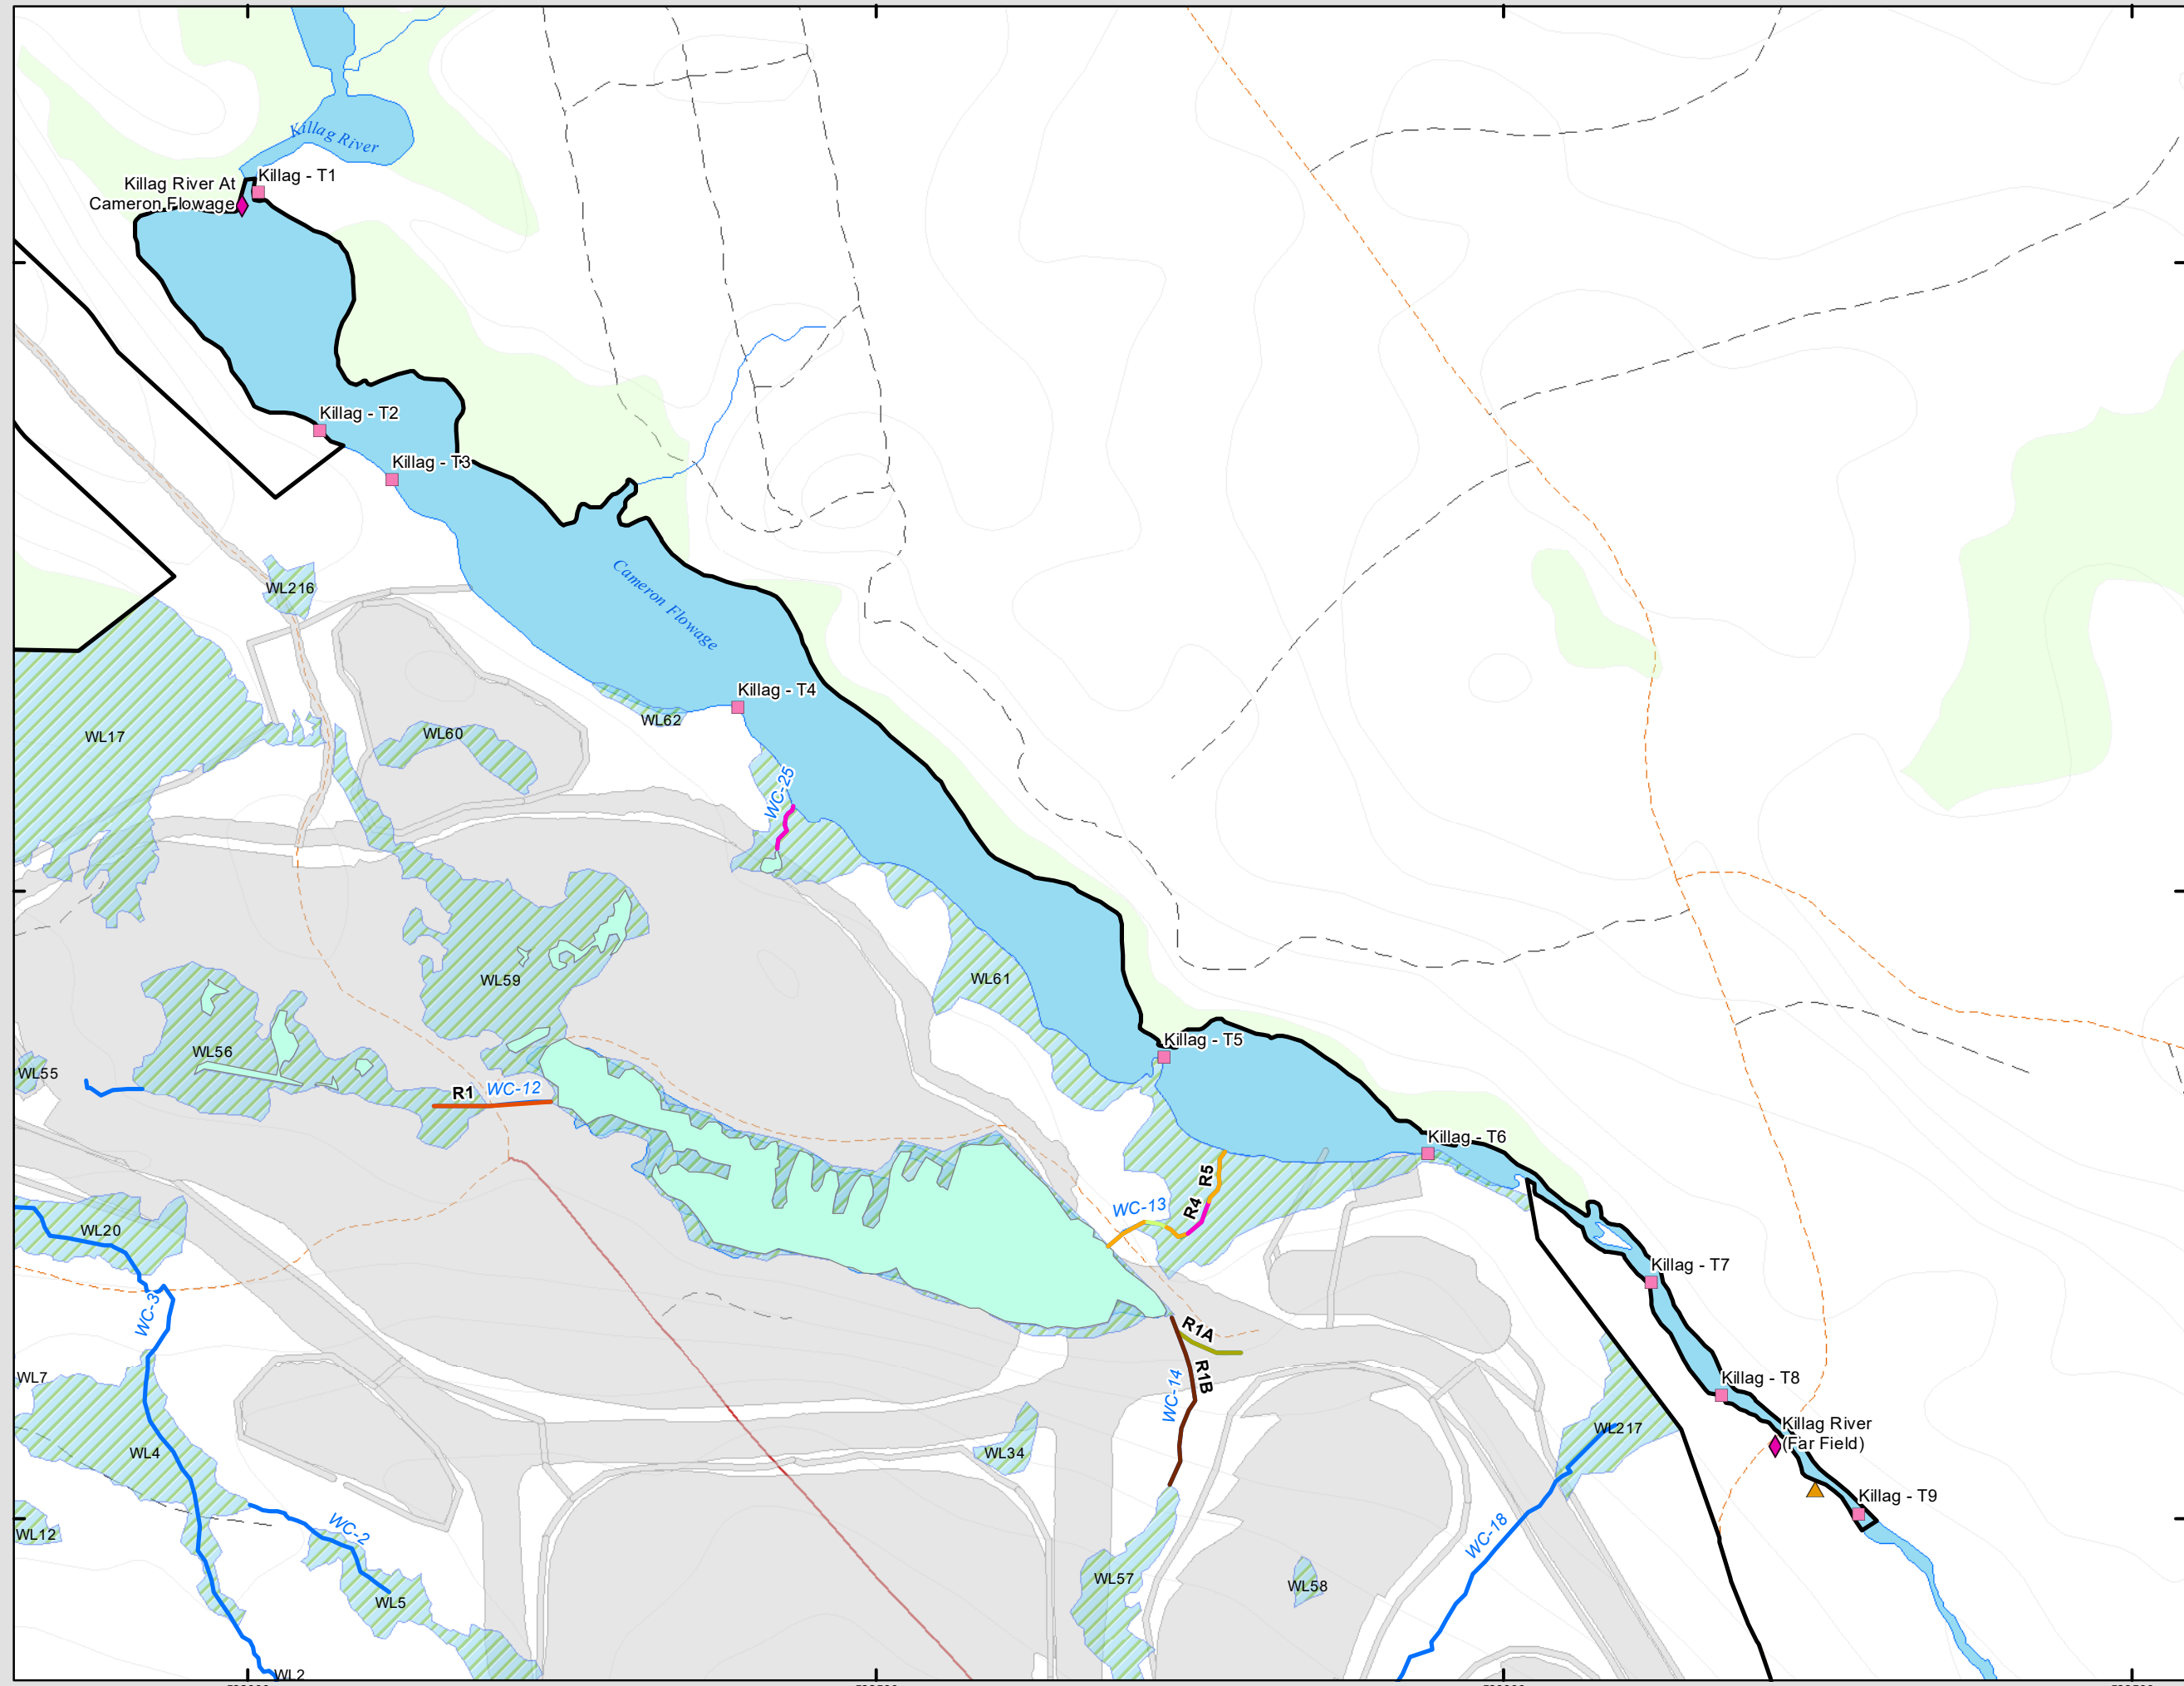 Killag River
Killag - T1
Killag River At
Cameron Flowage
Killag - T2
Killag - T3
Cameron Flowage
WL216
Killag - T4
WL62
WL17
WL60
WC-25
WL61
WL59
Killag - T5
WL56
WL55
R1
WC-12
Killag - T6
R5
R4
WC-13
WL20
Killag - T7
WC-3
R1A
R1B
WC-14
WL7
Killag - T8
Killag River
(Far Field)
WL217
WL4
WL34
Killag - T9
WL12
WC-2
WC-18
WL57
WL58
WL5
WL2